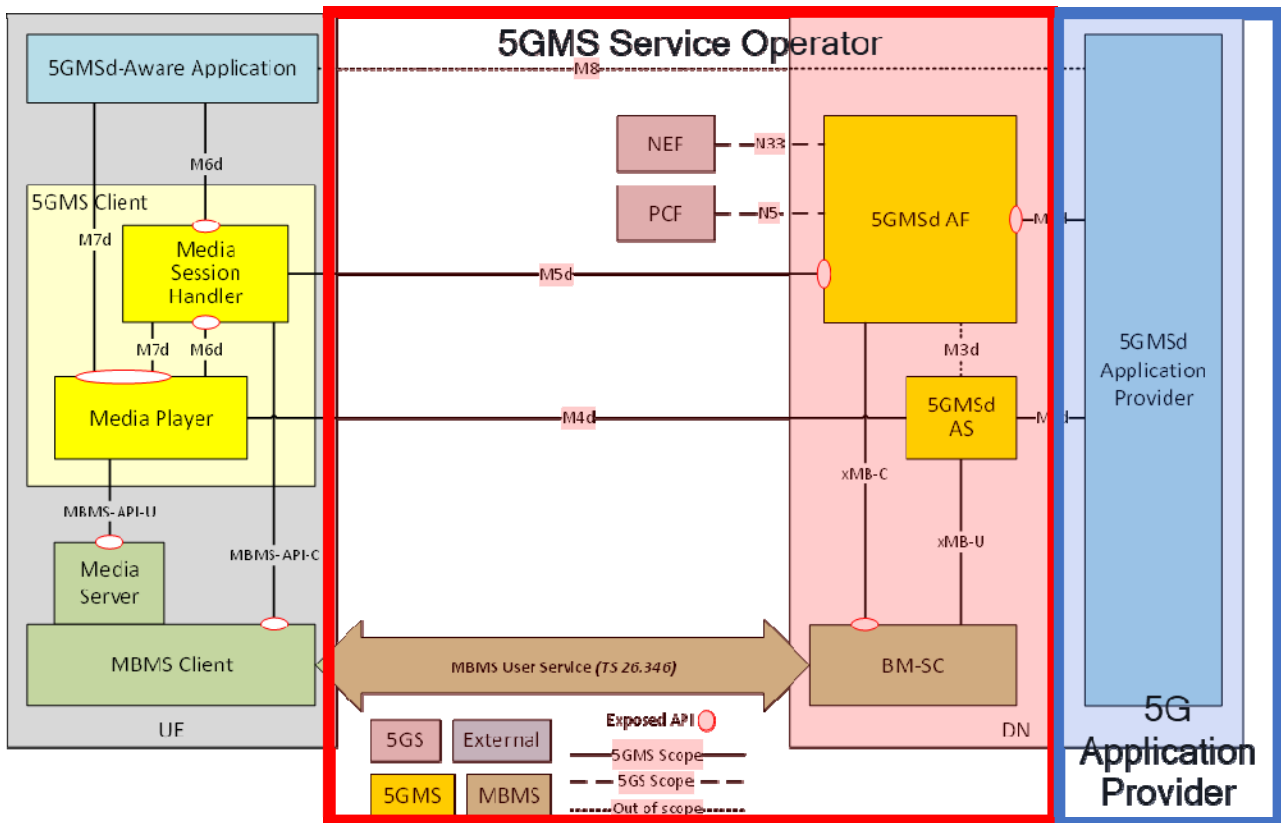 5GMS Service Operator
5GMSd-Aware Application
M8
NEF
N33
M6d
5GMS Client
PCF
N5
5GMSd AF
M7d
Media
Session
Handler
M5d
M7d
M6d
M3d
5GMSd
Application
Provider
Media Player
M4d
5GMSd
AS
xMB-C
MBMS-API-U
xMB-U
MBMS-API-C
Media
Server
MBMS Client
MBMS User Service (TS 26.346)
BM-SC
UE
DN
5G
Application
Provider
5GS
External
Exposed API
5GMS Scope
5GS Scope
5GMS
MBMS
Out of scope